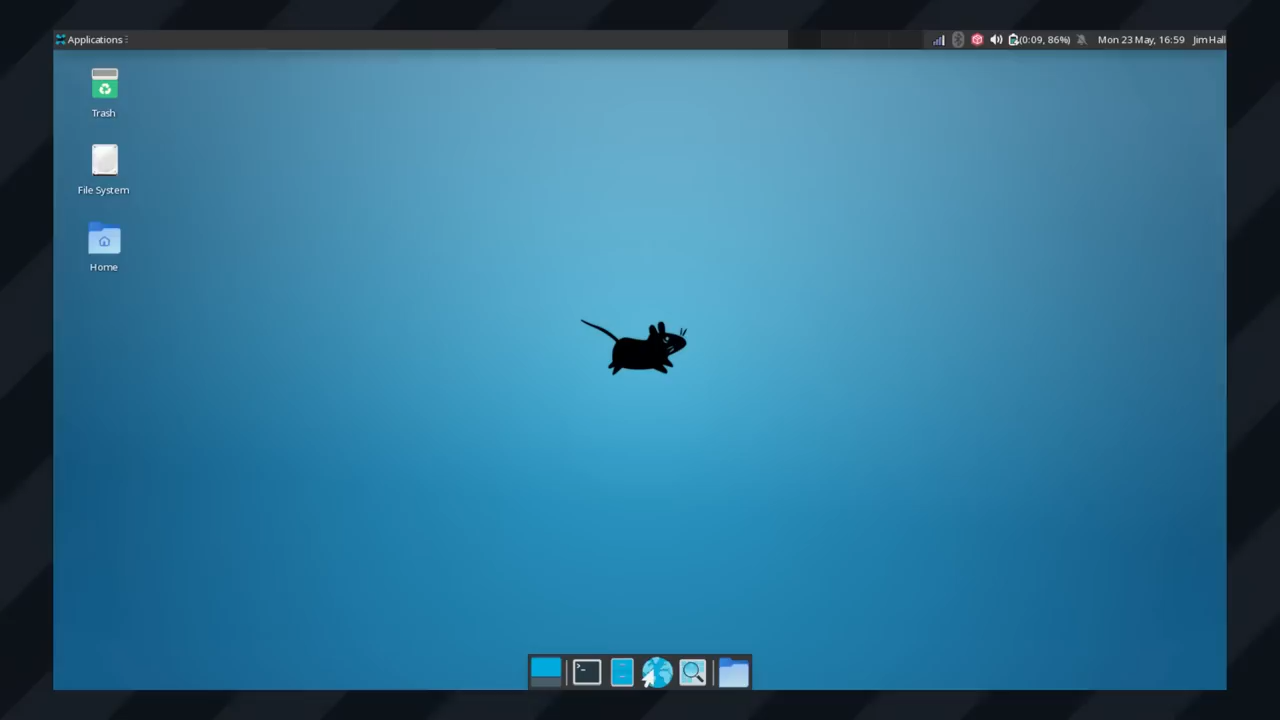 Applications
(0:09, 86%) Mon 23 May, 16:59 Jim Hall
Trash
File System
Home